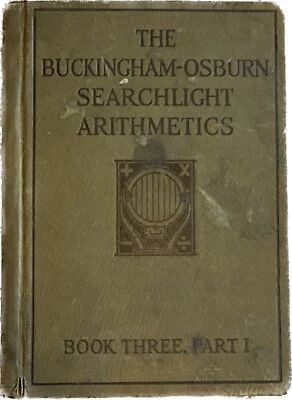 THE
BUCKINGHAM-OSBURN
SEARCHLIGHT
ARITHMETICS
+ ×
- ÷
BOOK THREE, PART I